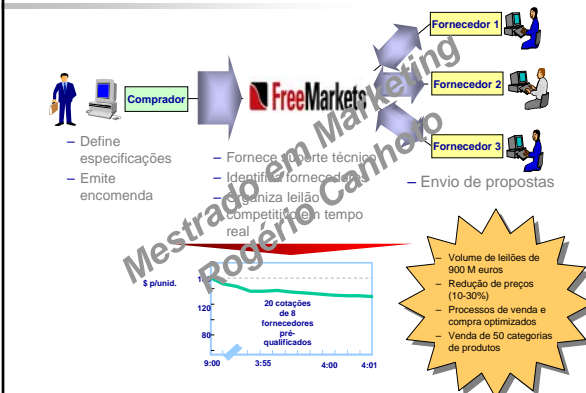 Fornecedor 1
Comprador
FreeMarkets
Fornecedor 2
Fornecedor 3
– Define
especificações
– Emite
encomenda
– Fornece suporte técnico
– Identifica fornecedores
– Organiza leilão
competitivo em tempo
real
– Envio de propostas
Mestrado em Marketing
Rogério Canhoto
$ p/unid.
120
80
20 cotações
de 8
fornecedores
pré-
qualificados
9:00 3:55 4:00 4:01
– Volume de leilões de
900 M euros
– Redução de preços
(10-30%)
– Processos de venda e
compra optimizados
– Venda de 50 categorias
de produtos